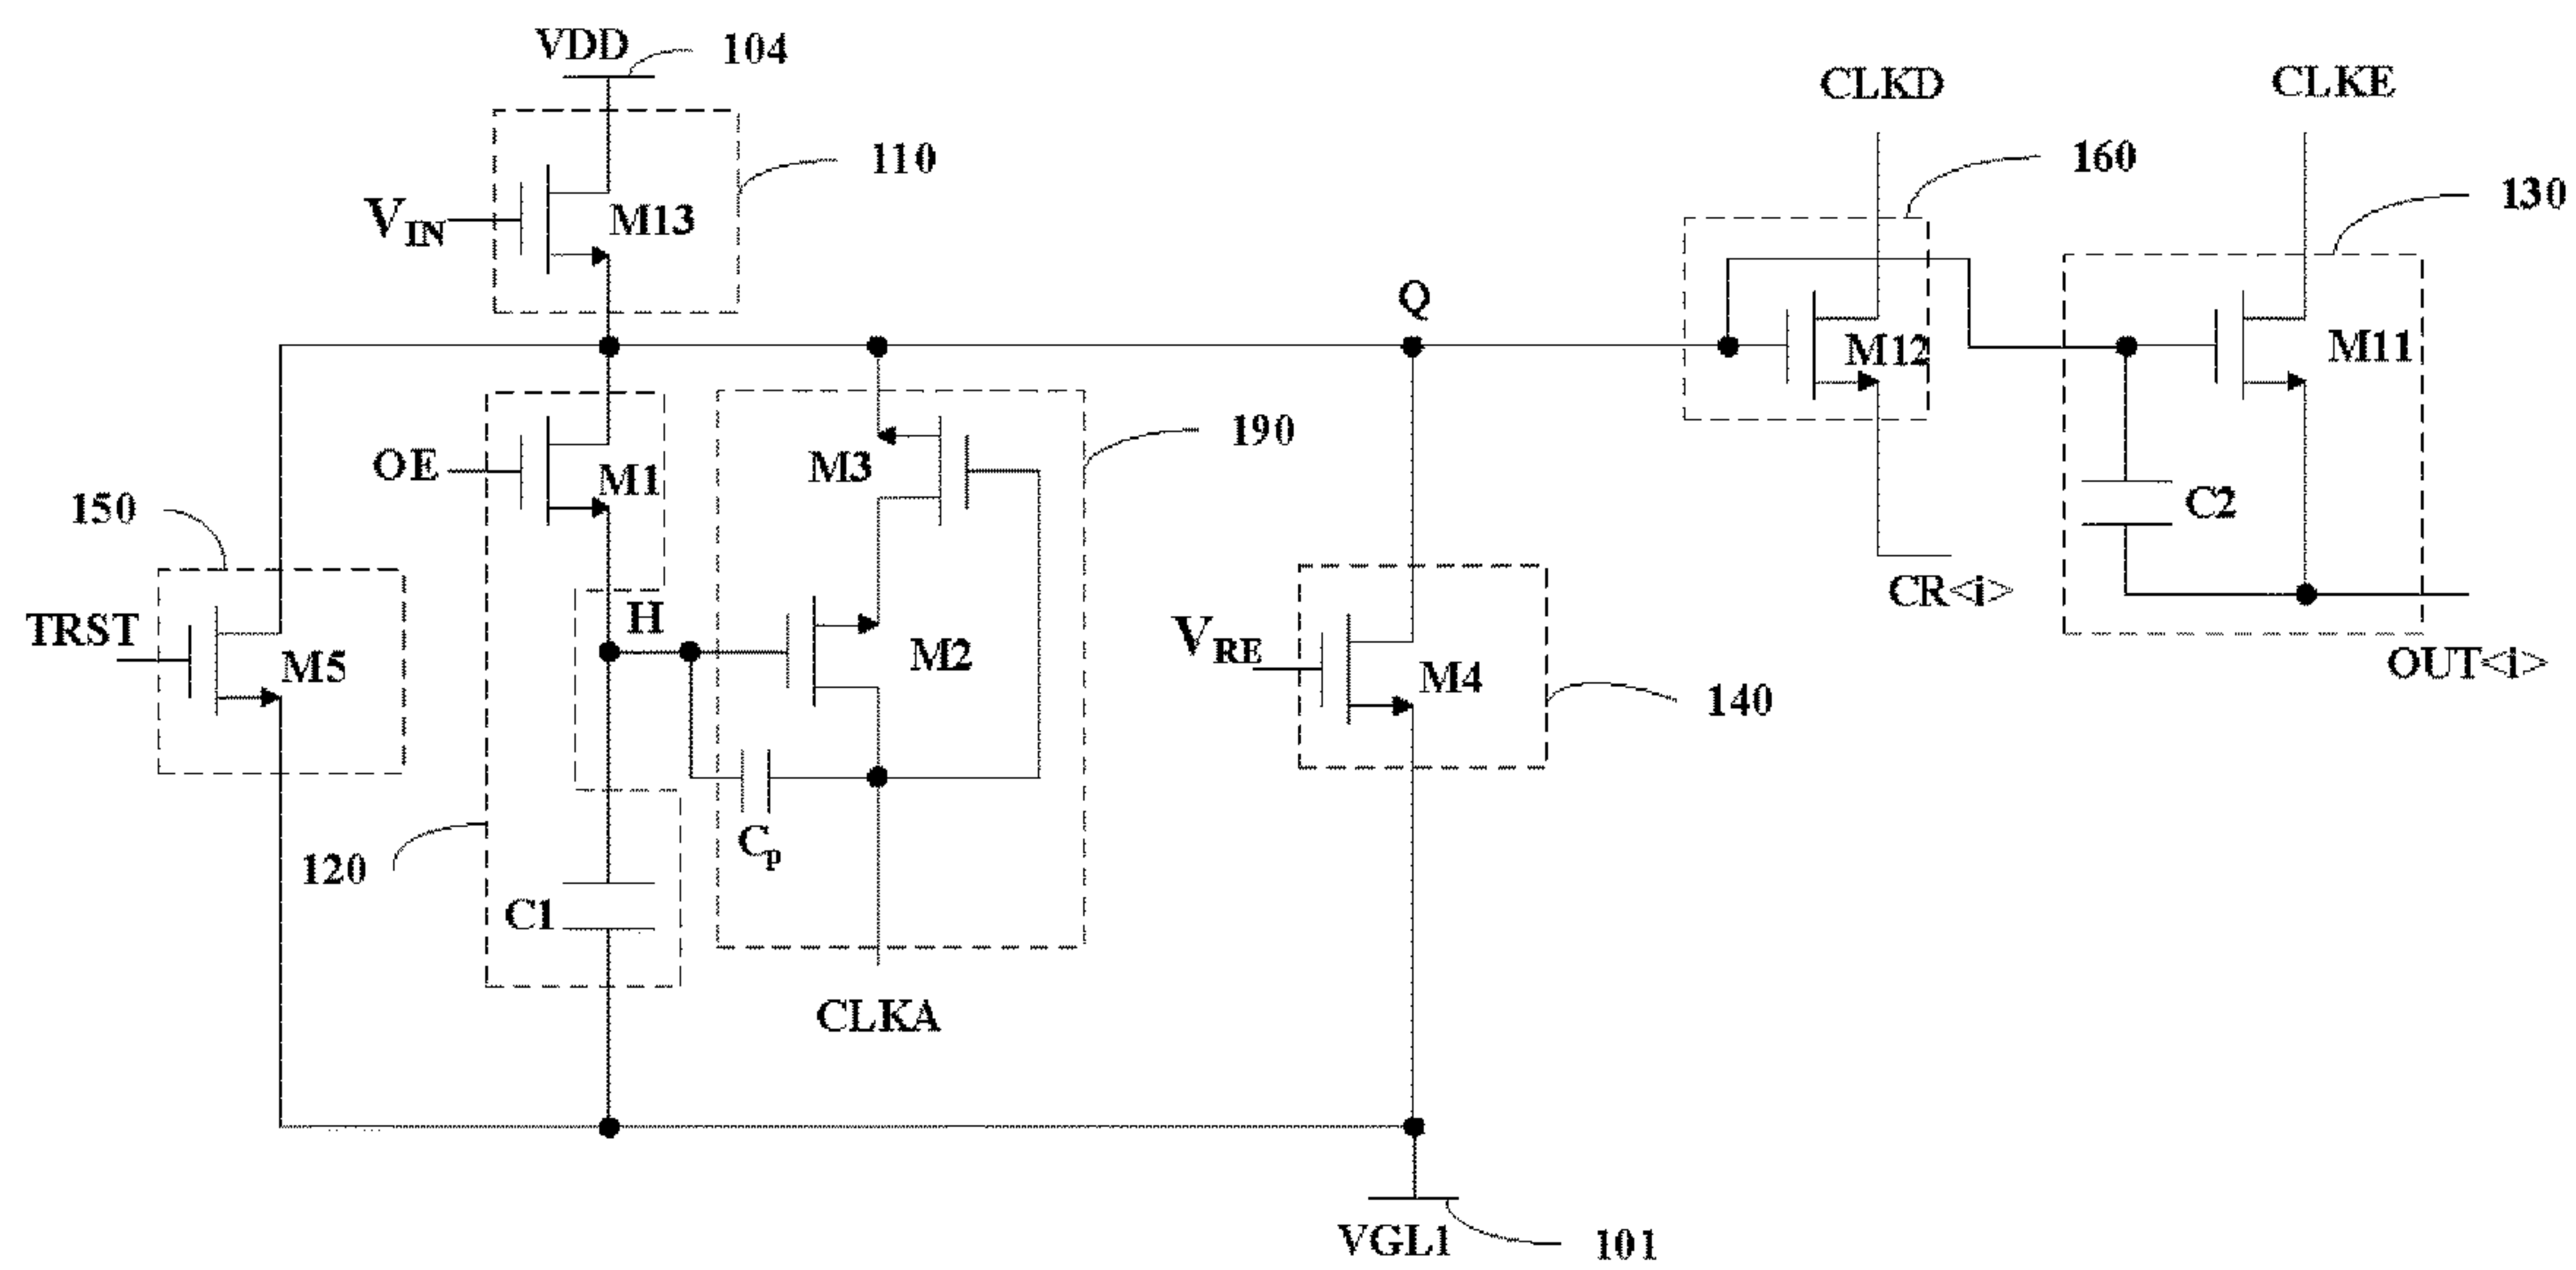 VDD
104
CLKD
CLKE
110
160
130
V_IN
M13
Q
M12
M11
OE
M1
M3
190
C2
150
H
CR<i>
TRST
M5
M2
V_RE
M4
140
OUT<i>
120
C_p
C1
CLKA
VGL1
101